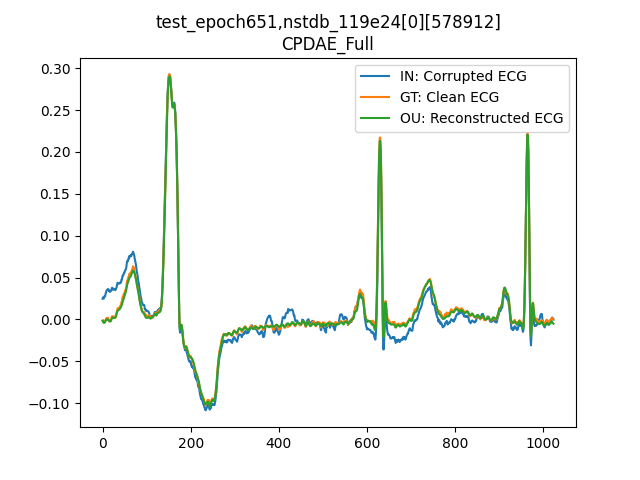 test_epoch651,nstdb_119e24[0][578912]
CPDAE_Full
IN: Corrupted ECG
GT: Clean ECG
OU: Reconstructed ECG
0.30
0.25
0.20
0.15
0.10
0.05
0.00
−0.05
−0.10
0 200 400 600 800 1000